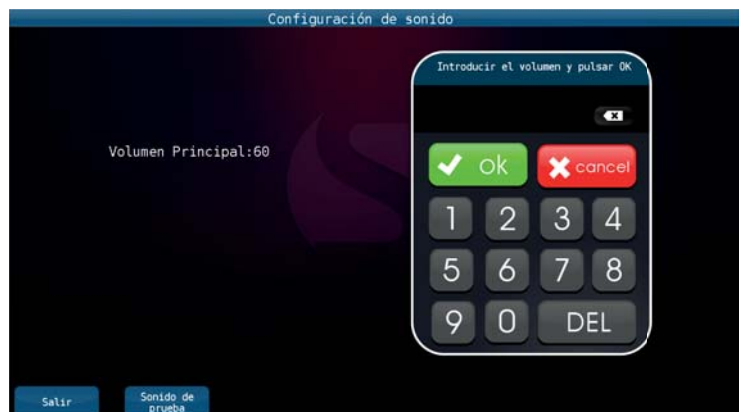 Configuración de sonido
Introducir el volumen y pulsar OK
Volumen Principal:60
ok
cancel
1 2 3 4
5 6 7 8
9 0 DEL
Salir
Sonido de
prueba